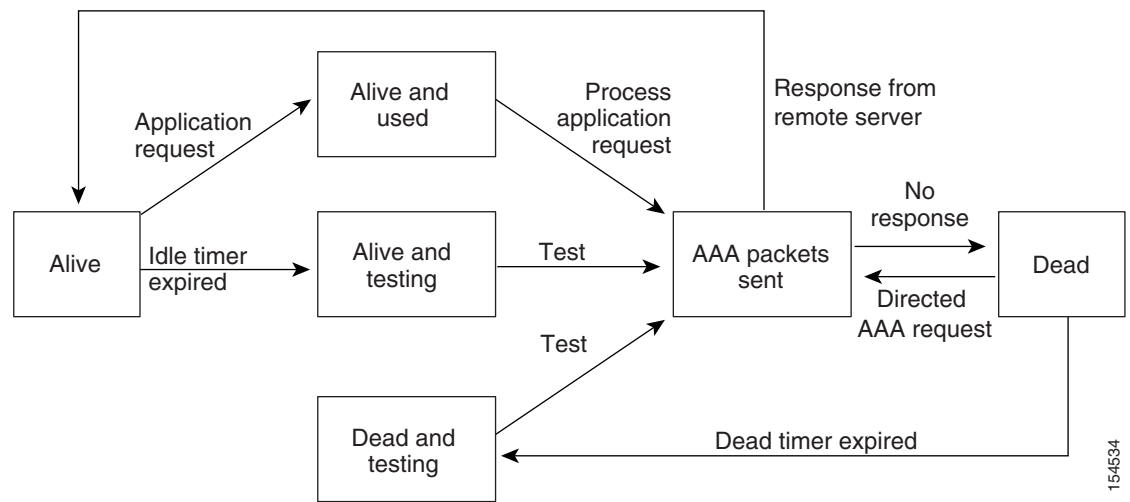 Alive and
used
Application
request
Process
application
request
Response from
remote server
Alive
Idle timer
expired
Alive and
testing
Test
AAA packets
sent
No
response
Directed
AAA request
Dead
Test
Dead and
testing
Dead timer expired
154534